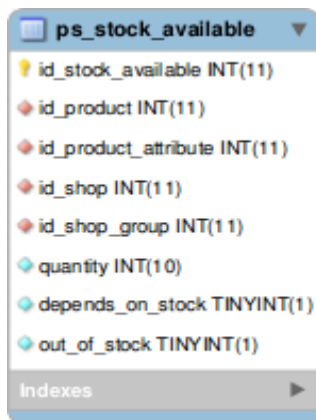 ps_stock_available
id_stock_available INT(11)
id_product INT(11)
id_product_attribute INT(11)
id_shop INT(11)
id_shop_group INT(11)
quantity INT(10)
depends_on_stock TINYINT(1)
out_of_stock TINYINT(1)
Indexes